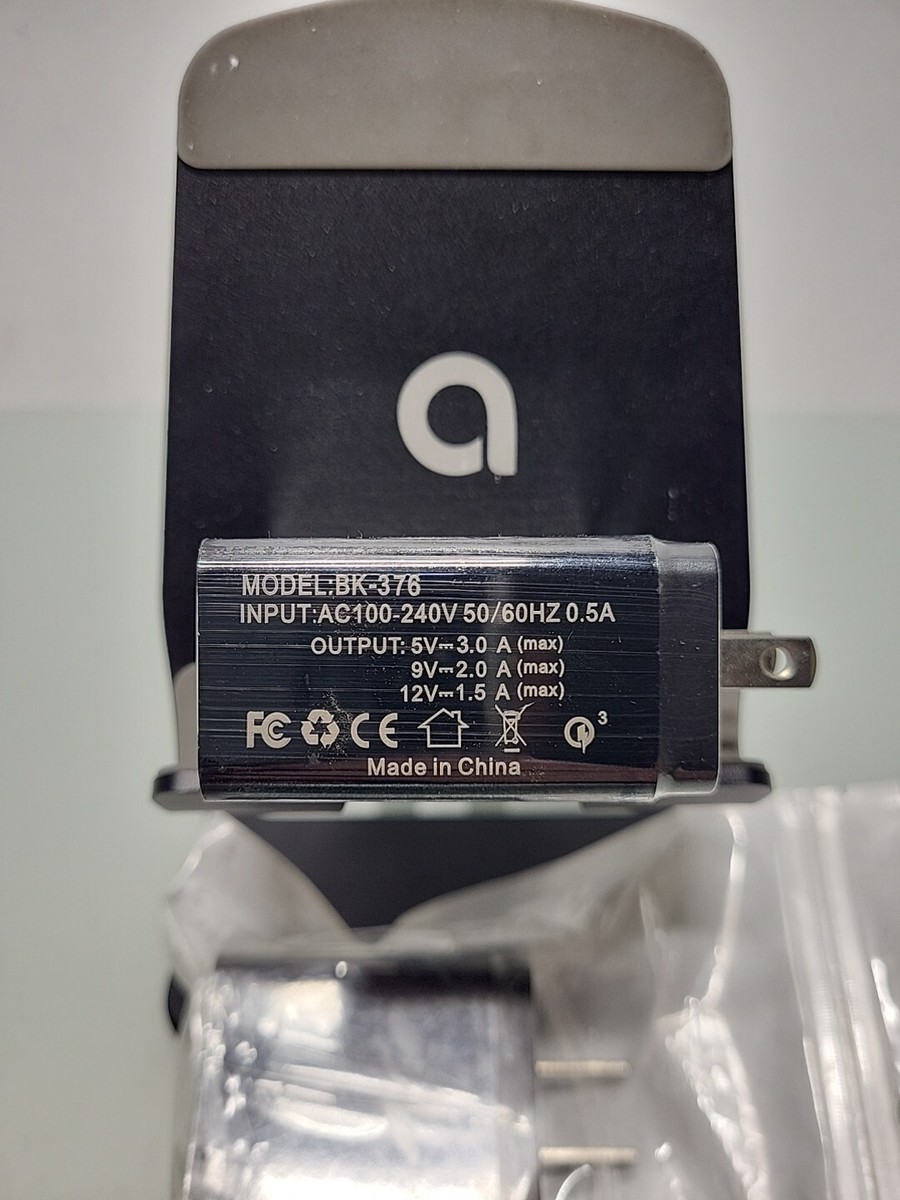 a
MODEL:BK-376
INPUT:AC100-240V 50/60HZ 0.5A
OUTPUT: 5V⎓3.0 A (max)
9V⎓2.0 A (max)
12V⎓1.5 A (max)
FC CE 3
Made in China